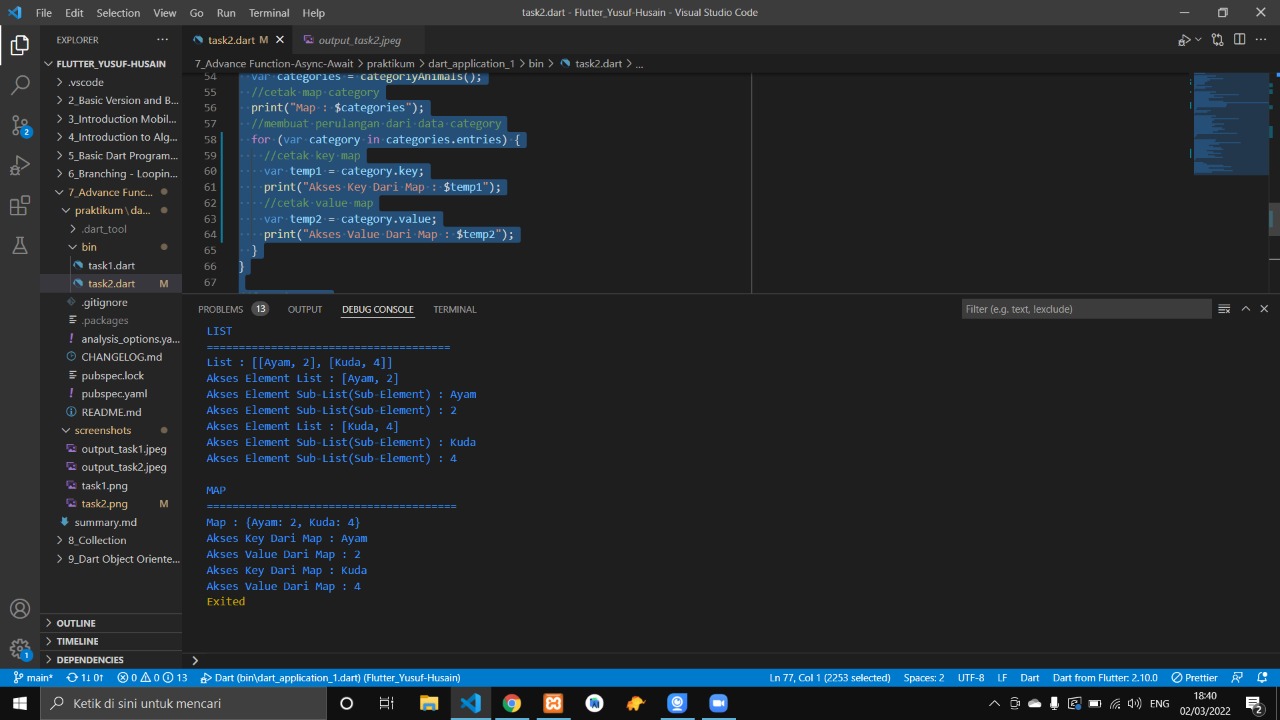 File Edit Selection View Go Run Terminal Help
task2.dart - Flutter_Yusuf-Husain - Visual Studio Code
EXPLORER
task2.dart M
output_task2.jpeg
FLUTTER_YUSUF-HUSAIN
.vscode
2_Basic Version and B...
3_Introduction Mobil...
4_Introduction to Alg...
5_Basic Dart Program...
6_Branching - Loopin...
7_Advance Func...
praktikum\da...
.dart_tool
bin
task1.dart
task2.dart M
.gitignore
.packages
analysis_options.ya...
CHANGELOG.md
pubspec.lock
pubspec.yaml
README.md
screenshots
output_task1.jpeg
output_task2.jpeg
task1.png
task2.png M
summary.md
8_Collection
9_Dart Object Oriente...
OUTLINE
TIMELINE
DEPENDENCIES
2
1
7_Advance Function-Async-Await > praktikum > dart_application_1 > bin > task2.dart > ...
54 var categories = categoriyAnimals();
55 //cetak map category
56 print("Map : $categories");
57 //membuat perulangan dari data category
58 for (var category in categories.entries) {
59 //cetak key map
60 var temp1 = category.key;
61 print("Akses Key Dari Map : $temp1");
62 //cetak value map
63 var temp2 = category.value;
64 print("Akses Value Dari Map : $temp2");
65 }
66 }
67
PROBLEMS 13 OUTPUT DEBUG CONSOLE TERMINAL
Filter (e.g. text, !exclude)
LIST
======================================
List : [[Ayam, 2], [Kuda, 4]]
Akses Element List : [Ayam, 2]
Akses Element Sub-List(Sub-Element) : Ayam
Akses Element Sub-List(Sub-Element) : 2
Akses Element List : [Kuda, 4]
Akses Element Sub-List(Sub-Element) : Kuda
Akses Element Sub-List(Sub-Element) : 4
MAP
=======================================
Map : {Ayam: 2, Kuda: 4}
Akses Key Dari Map : Ayam
Akses Value Dari Map : 2
Akses Key Dari Map : Kuda
Akses Value Dari Map : 4
Exited
main* 1↓ 0↑ 0 0 13 Dart (bin\dart_application_1.dart) (Flutter_Yusuf-Husain)
Ln 77, Col 1 (2253 selected) Spaces: 2 UTF-8 LF Dart Dart from Flutter: 2.10.0 Prettier
Ketik di sini untuk mencari
ENG
18:40
02/03/2022
2